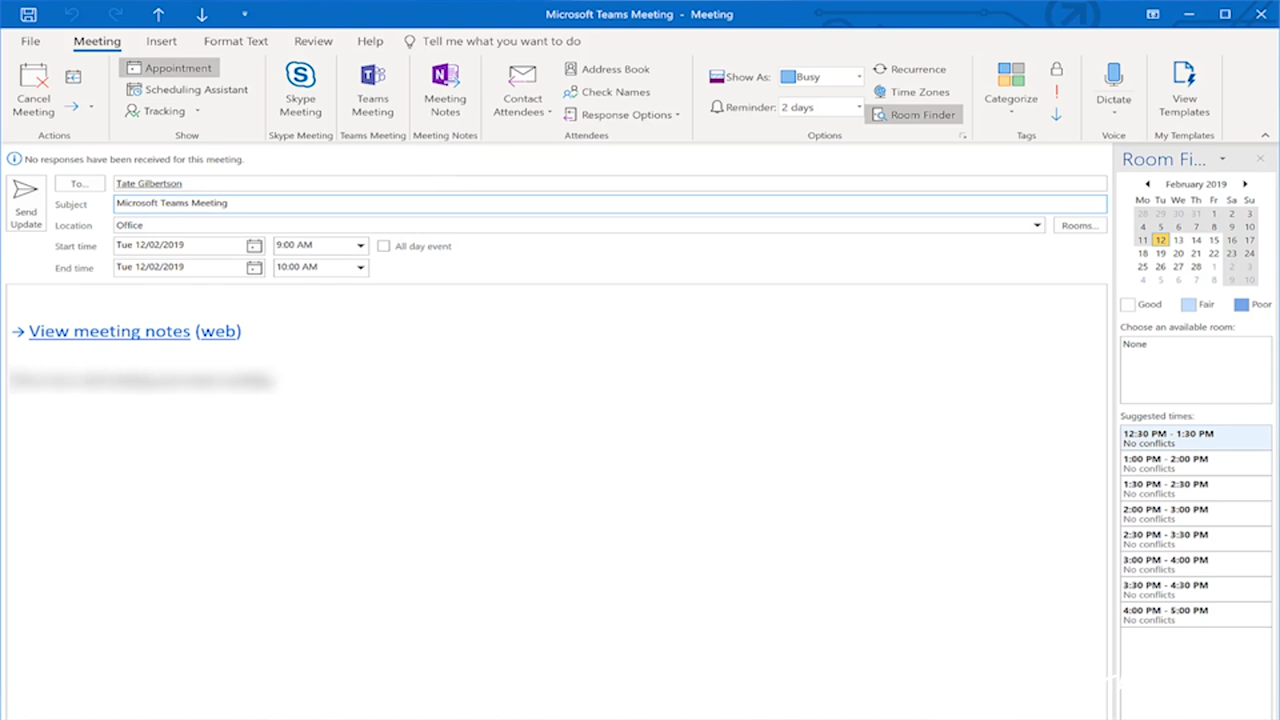 Microsoft Teams Meeting - Meeting
File Meeting Insert Format Text Review Help Tell me what you want to do
Cancel Meeting
Actions
Appointment
Scheduling Assistant
Tracking
Show
Skype Meeting
Skype Meeting
Teams Meeting
Teams Meeting
Meeting Notes
Meeting Notes
Contact Attendees
Address Book
Check Names
Response Options
Attendees
Show As: Busy
Reminder: 2 days
Recurrence
Time Zones
Room Finder
Options
Categorize
Tags
Dictate
Voice
View Templates
My Templates
No responses have been received for this meeting.
Send Update
To... Tate Gilbertson
Subject Microsoft Teams Meeting
Location Office Rooms...
Start time Tue 12/02/2019 9:00 AM All day event
End time Tue 12/02/2019 10:00 AM
→ View meeting notes (web)
Room Fi...
February 2019
Mo Tu We Th Fr Sa Su
28 29 30 31 1 2 3
4 5 6 7 8 9 10
11 12 13 14 15 16 17
18 19 20 21 22 23 24
25 26 27 28 1 2 3
4 5 6 7 8 9 10
Good Fair Poor
Choose an available room:
None
Suggested times:
12:30 PM - 1:30 PM
No conflicts
1:00 PM - 2:00 PM
No conflicts
1:30 PM - 2:30 PM
No conflicts
2:00 PM - 3:00 PM
No conflicts
2:30 PM - 3:30 PM
No conflicts
3:00 PM - 4:00 PM
No conflicts
3:30 PM - 4:30 PM
No conflicts
4:00 PM - 5:00 PM
No conflicts